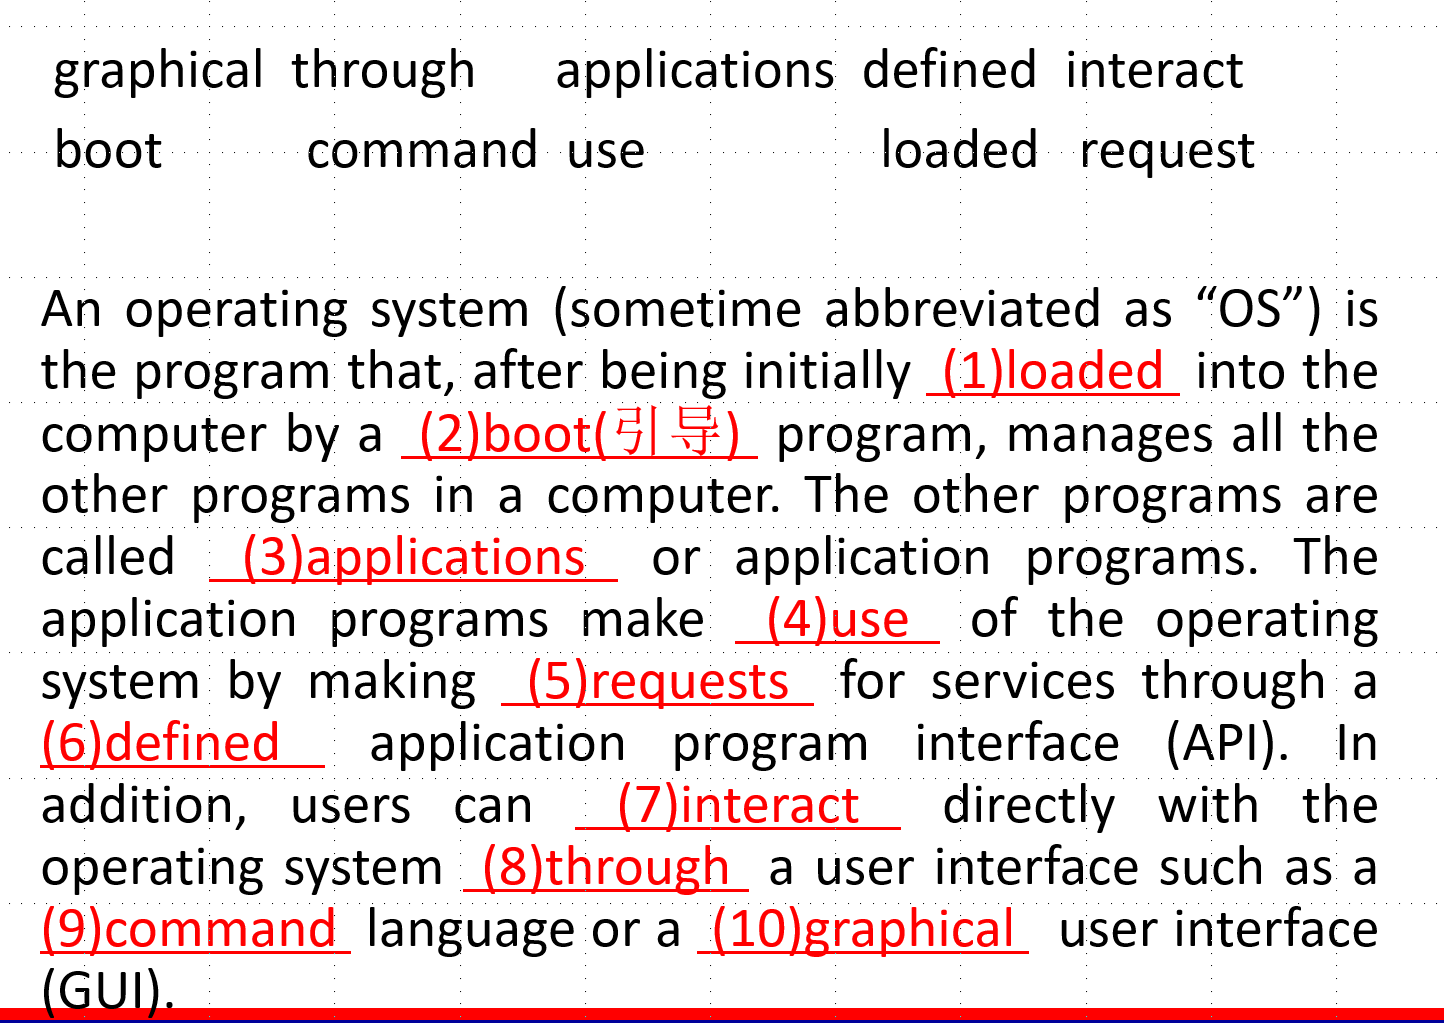 graphical through applications defined interact
boot command use loaded request
An operating system (sometime abbreviated as “OS”) is
the program that, after being initially (1)loaded into the
computer by a (2)boot(引导) program, manages all the
other programs in a computer. The other programs are
called (3)applications or application programs. The
application programs make (4)use of the operating
system by making (5)requests for services through a
(6)defined application program interface (API). In
addition, users can (7)interact directly with the
operating system (8)through a user interface such as a
(9)command language or a (10)graphical user interface
(GUI).